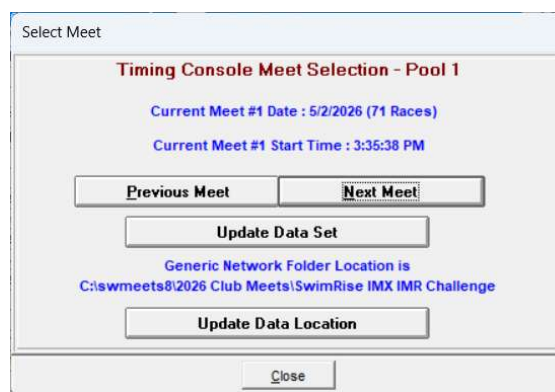 Select Meet
Timing Console Meet Selection - Pool 1
Current Meet #1 Date : 5/2/2026 (71 Races)
Current Meet #1 Start Time : 3:35:38 PM
Previous Meet
Next Meet
Update Data Set
Generic Network Folder Location is
C:\swmeets8\2026 Club Meets\SwimRise IMX IMR Challenge
Update Data Location
Close